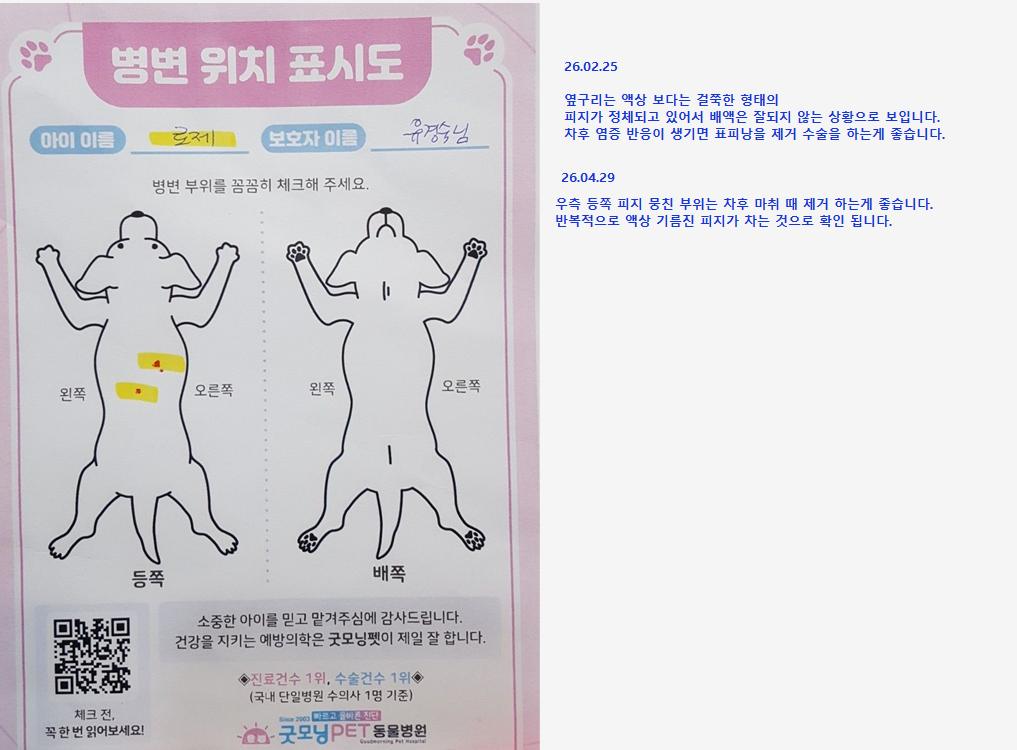 병변 위치 표시도
아이 이름 로제 보호자 이름 유경숙님
병변 부위를 꼼꼼히 체크해 주세요.
왼쪽 오른쪽 왼쪽 오른쪽
등쪽 배쪽
소중한 아이를 믿고 맡겨주심에 감사드립니다.
건강을 지키는 예방의학은 굿모닝펫이 제일 잘 합니다.
◈진료건수 1위, 수술건수 1위◈
(국내 단일병원 수의사 1명 기준)
체크 전,
꼭 한 번 읽어보세요!
Since 2003 빠르고 올바른 진단
굿모닝PET동물병원
Goodmorning Pet Hospital
26.02.25
옆구리는 액상 보다는 걸쭉한 형태의
피지가 정체되고 있어서 배액은 잘되지 않는 상황으로 보입니다.
차후 염증 반응이 생기면 표피낭을 제거 수술을 하는게 좋습니다.
26.04.29
우측 등쪽 피지 뭉친 부위는 차후 마취 때 제거 하는게 좋습니다.
반복적으로 액상 기름진 피지가 차는 것으로 확인 됩니다.